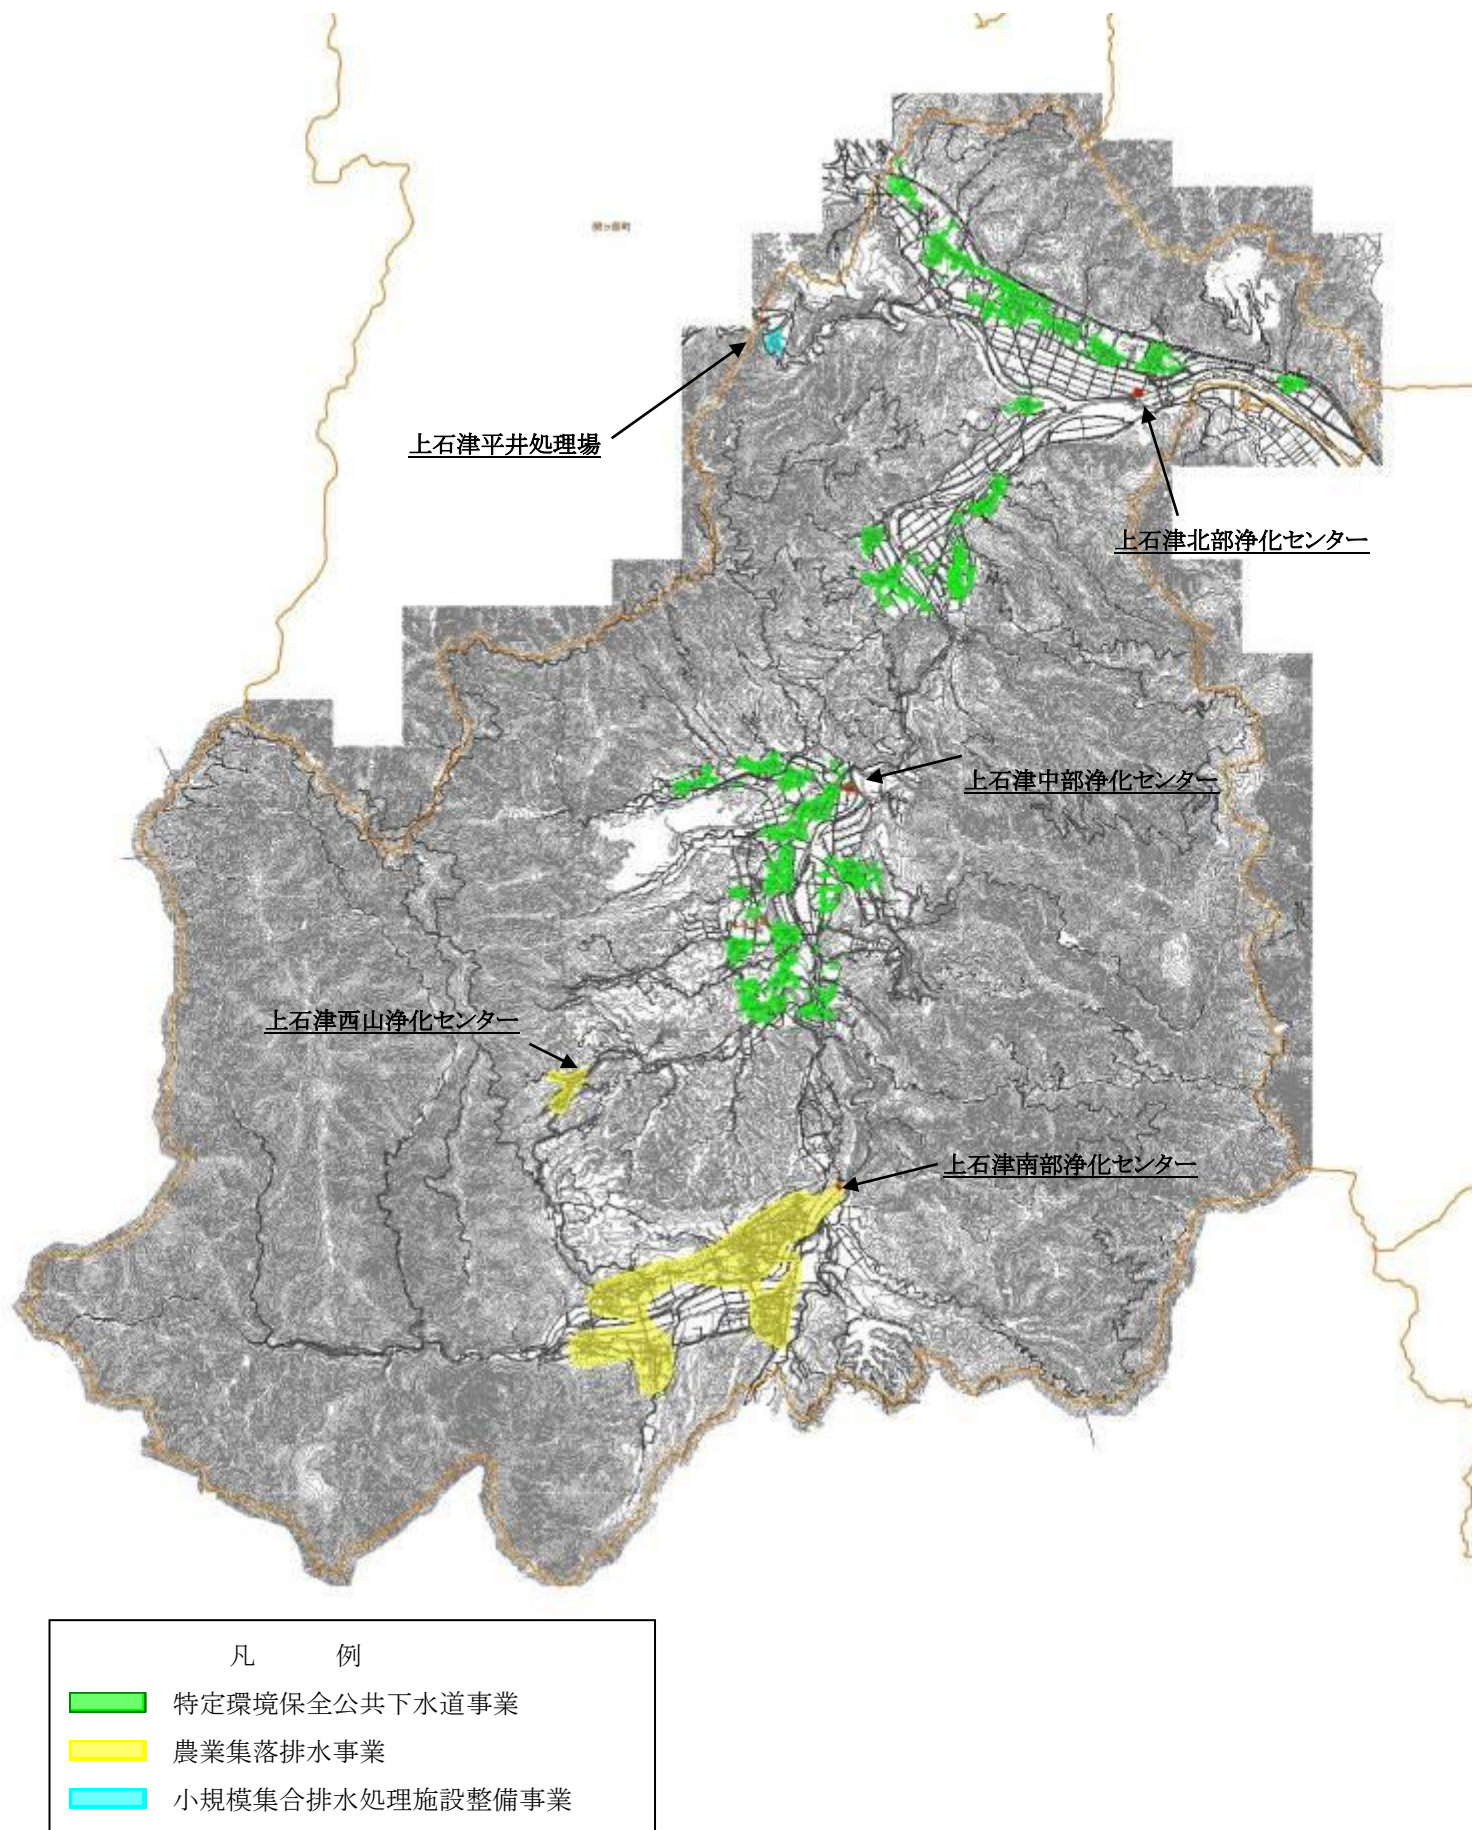 上石津平井処理場
上石津北部浄化センター
上石津中部浄化センター
上石津西山浄化センター
上石津南部浄化センター
凡 例
特定環境保全公共下水道事業
農業集落排水事業
小規模集合排水処理施設整備事業